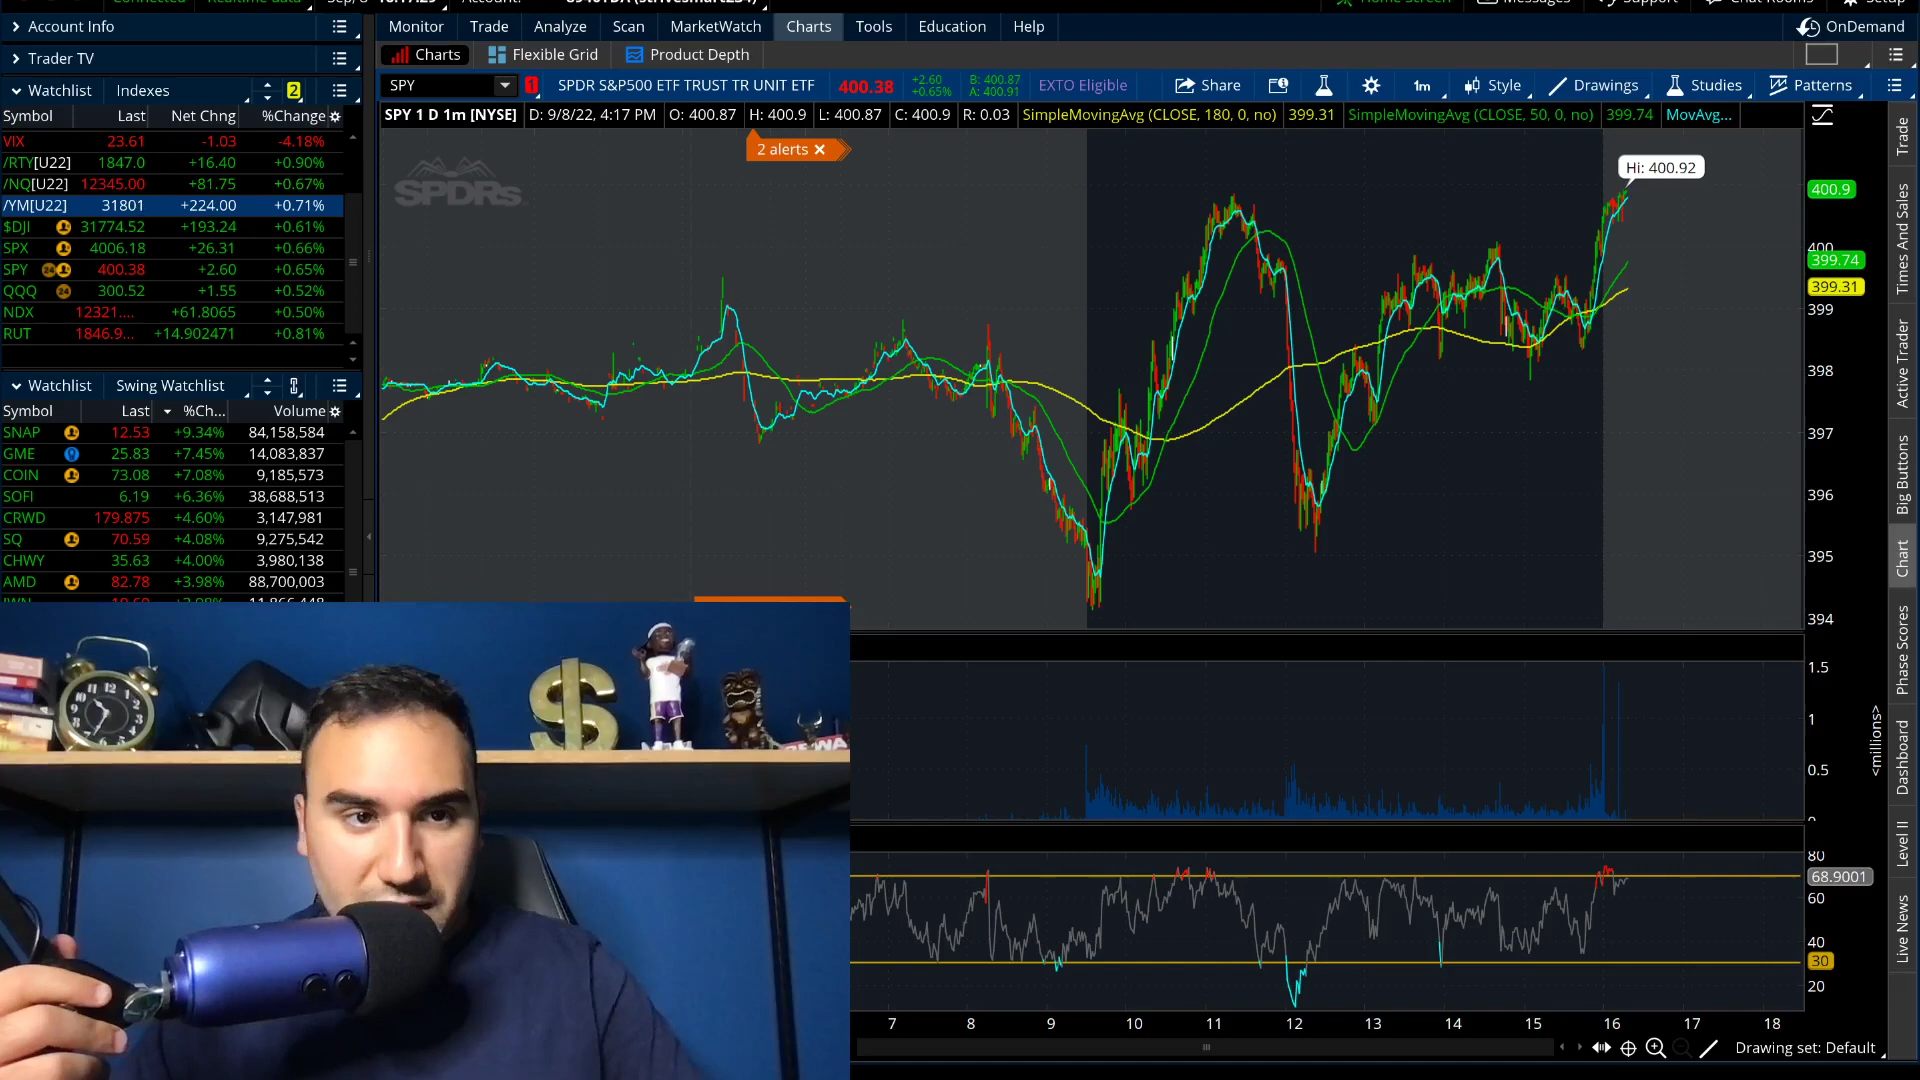 Account Info
Trader TV
Watchlist Indexes 2
Symbol Last Net Chng %Change
VIX 23.61 -1.03 -4.18%
/RTY[U22] 1847.0 +16.40 +0.90%
/NQ[U22] 12345.00 +81.75 +0.67%
/YM[U22] 31801 +224.00 +0.71%
$DJI 31774.52 +193.24 +0.61%
SPX 4006.18 +26.31 +0.66%
SPY 24 400.38 +2.60 +0.65%
QQQ 24 300.52 +1.55 +0.52%
NDX 12321.... +61.8065 +0.50%
RUT 1846.9... +14.902471 +0.81%
Watchlist Swing Watchlist
Symbol Last %Ch... Volume
SNAP 12.53 +9.34% 84,158,584
GME 25.83 +7.45% 14,083,837
COIN 73.08 +7.08% 9,185,573
SOFI 6.19 +6.36% 38,688,513
CRWD 179.875 +4.60% 3,147,981
SQ 70.59 +4.08% 9,275,542
CHWY 35.63 +4.00% 3,980,138
AMD 82.78 +3.98% 88,700,003
Monitor Trade Analyze Scan MarketWatch Charts Tools Education Help OnDemand
Charts Flexible Grid Product Depth
SPY 1 SPDR S&P500 ETF TRUST TR UNIT ETF 400.38 +2.60 +0.65% B: 400.87 A: 400.91 EXTO Eligible Share 1m Style Drawings Studies Patterns
SPY 1 D 1m [NYSE] D: 9/8/22, 4:17 PM O: 400.87 H: 400.9 L: 400.87 C: 400.9 R: 0.03 SimpleMovingAvg (CLOSE, 180, 0, no) 399.31 SimpleMovingAvg (CLOSE, 50, 0, no) 399.74 MovAvg...
2 alerts
SPDRs
Hi: 400.92
400.9
400
399.74
399.31
399
398
397
396
395
394
1.5
1
0.5
0
<millions>
80
68.9001
60
40
30
20
7 8 9 10 11 12 13 14 15 16 17 18
Drawing set: Default
Trade
Times And Sales
Active Trader
Big Buttons
Chart
Phase Scores
Dashboard
Level II
Live News